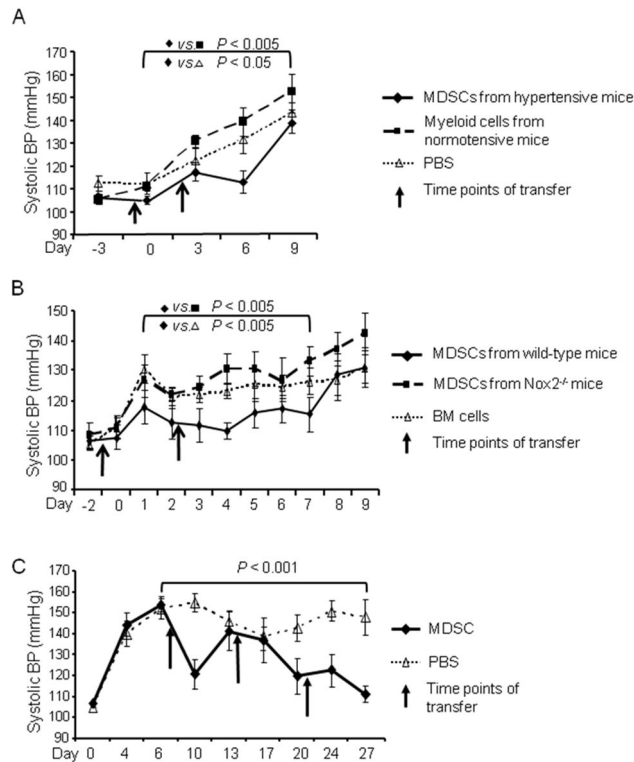 A
Systolic BP (mmHg)
170
160
150
140
130
120
110
100
90
◆ vs.■ P < 0.005
◆ vs.△ P < 0.05
Day -3 0 3 6 9
MDSCs from hypertensive mice
Myeloid cells from
normotensive mice
PBS
Time points of transfer
B
Systolic BP (mmHg)
150
140
130
120
110
100
90
◆ vs.■ P < 0.005
◆ vs.△ P < 0.005
Day -2 0 1 2 3 4 5 6 7 8 9
MDSCs from wild-type mice
MDSCs from Nox2-/- mice
BM cells
Time points of transfer
C
Systolic BP (mmHg)
170
160
150
140
130
120
110
100
90
P < 0.001
Day 0 4 6 10 13 17 20 24 27
MDSC
PBS
Time points of
transfer